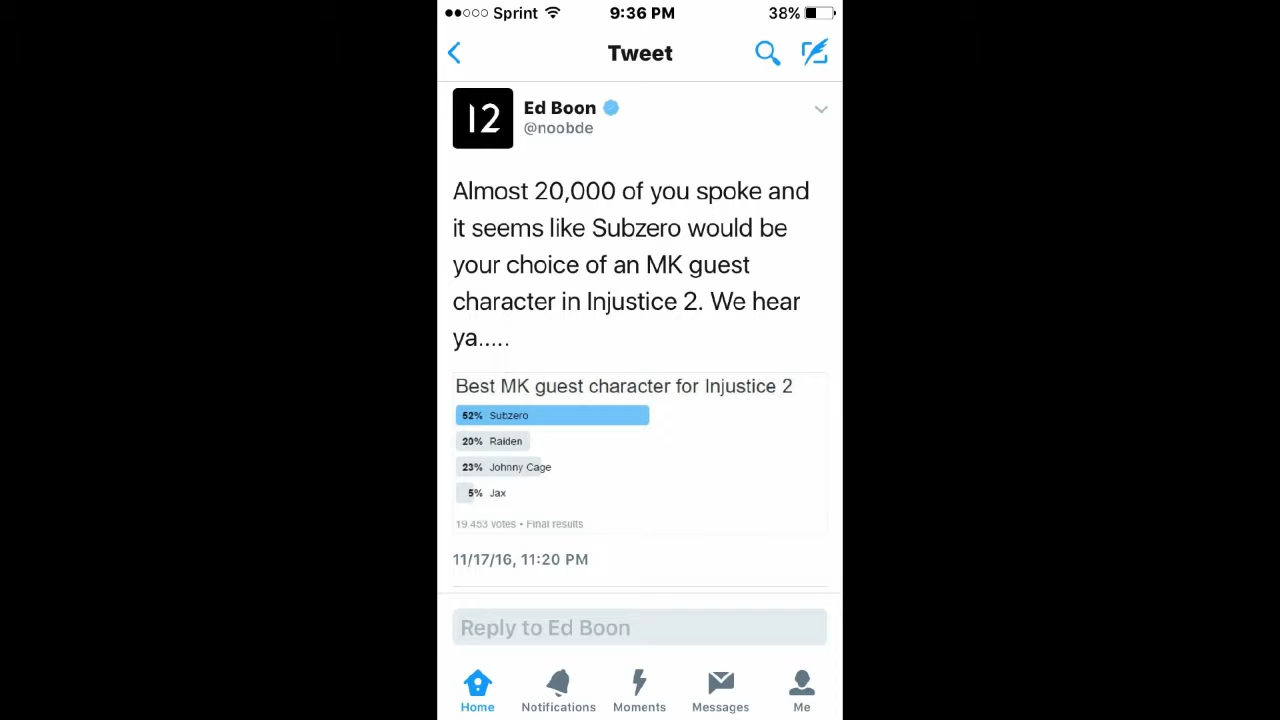 Sprint 9:36 PM 38%
Tweet
12 Ed Boon
@noobde
Almost 20,000 of you spoke and
it seems like Subzero would be
your choice of an MK guest
character in Injustice 2. We hear
ya.....
Best MK guest character for Injustice 2
52% Subzero
20% Raiden
23% Johnny Cage
5% Jax
19,453 votes • Final results
11/17/16, 11:20 PM
Reply to Ed Boon
Home Notifications Moments Messages Me